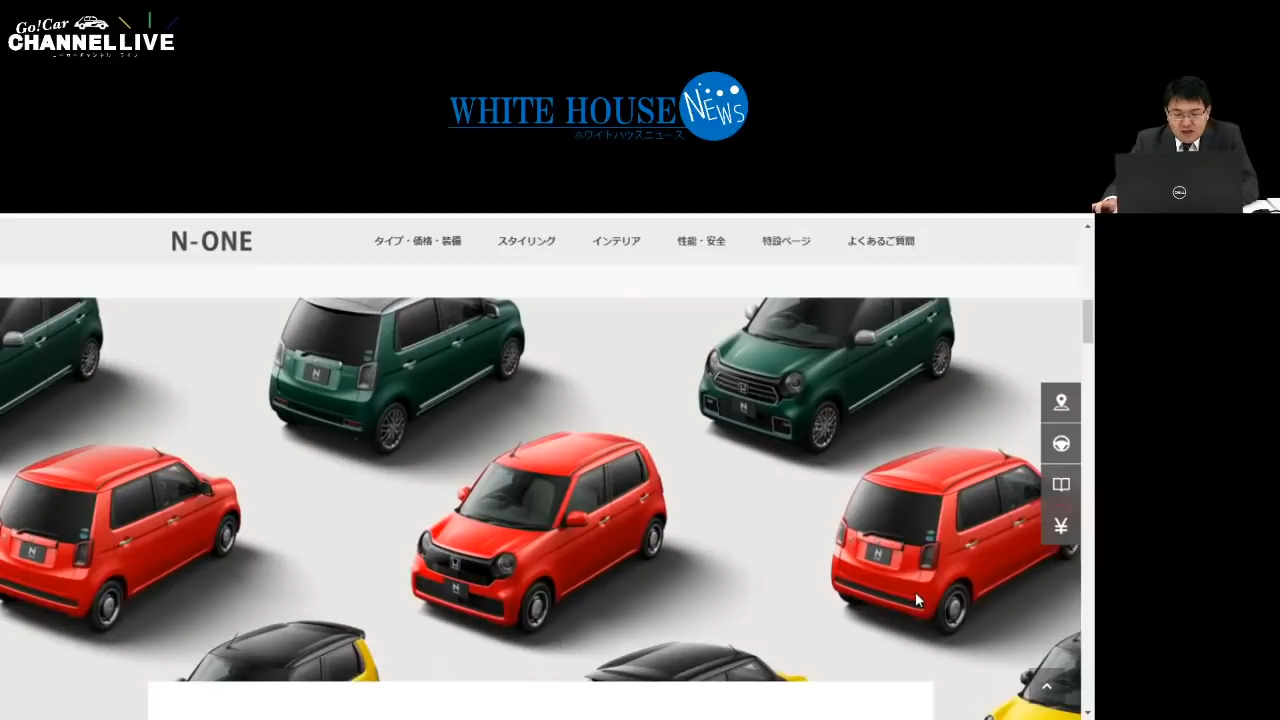 Go!Car
CHANNELLIVE
WHITE HOUSE NEWS
ホワイトハウスニュース
DELL
N-ONE
タイプ・価格・装備
スタイリング
インテリア
性能・安全
特設ページ
よくあるご質問
N
N
N
N
N
¥